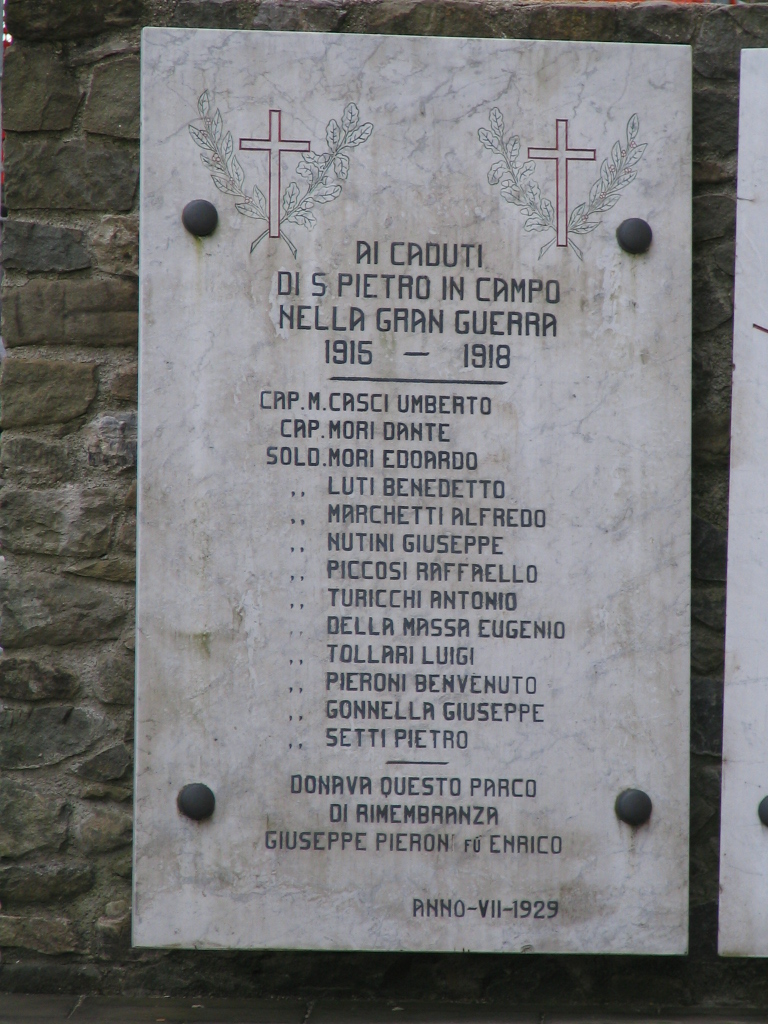 AI CADUTI
DI S PIETRO IN CAMPO
NELLA GRAN GUERRA
1915 — 1918
CAP. M. CASCI UMBERTO
CAP. MORI DANTE
SOLD. MORI EDOARDO
,, LUTI BENEDETTO
,, MARCHETTI ALFREDO
,, NUTINI GIUSEPPE
,, PICCOSI RAFFAELLO
,, TURICCHI ANTONIO
,, DELLA MASSA EUGENIO
,, TOLLARI LUIGI
,, PIERONI BENVENUTO
,, GONNELLA GIUSEPPE
,, SETTI PIETRO
DONAVA QUESTO PARCO
DI RIMEMBRANZA
GIUSEPPE PIERONI FÙ ENRICO
ANNO-VII-1929